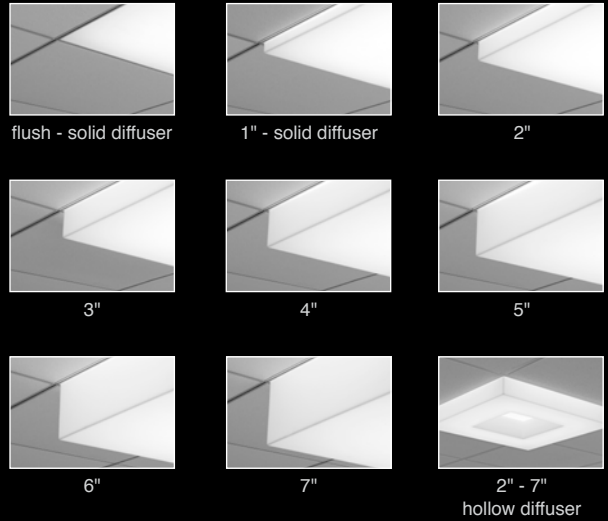 flush - solid diffuser
1" - solid diffuser
2"
3"
4"
5"
6"
7"
2" - 7"
hollow diffuser